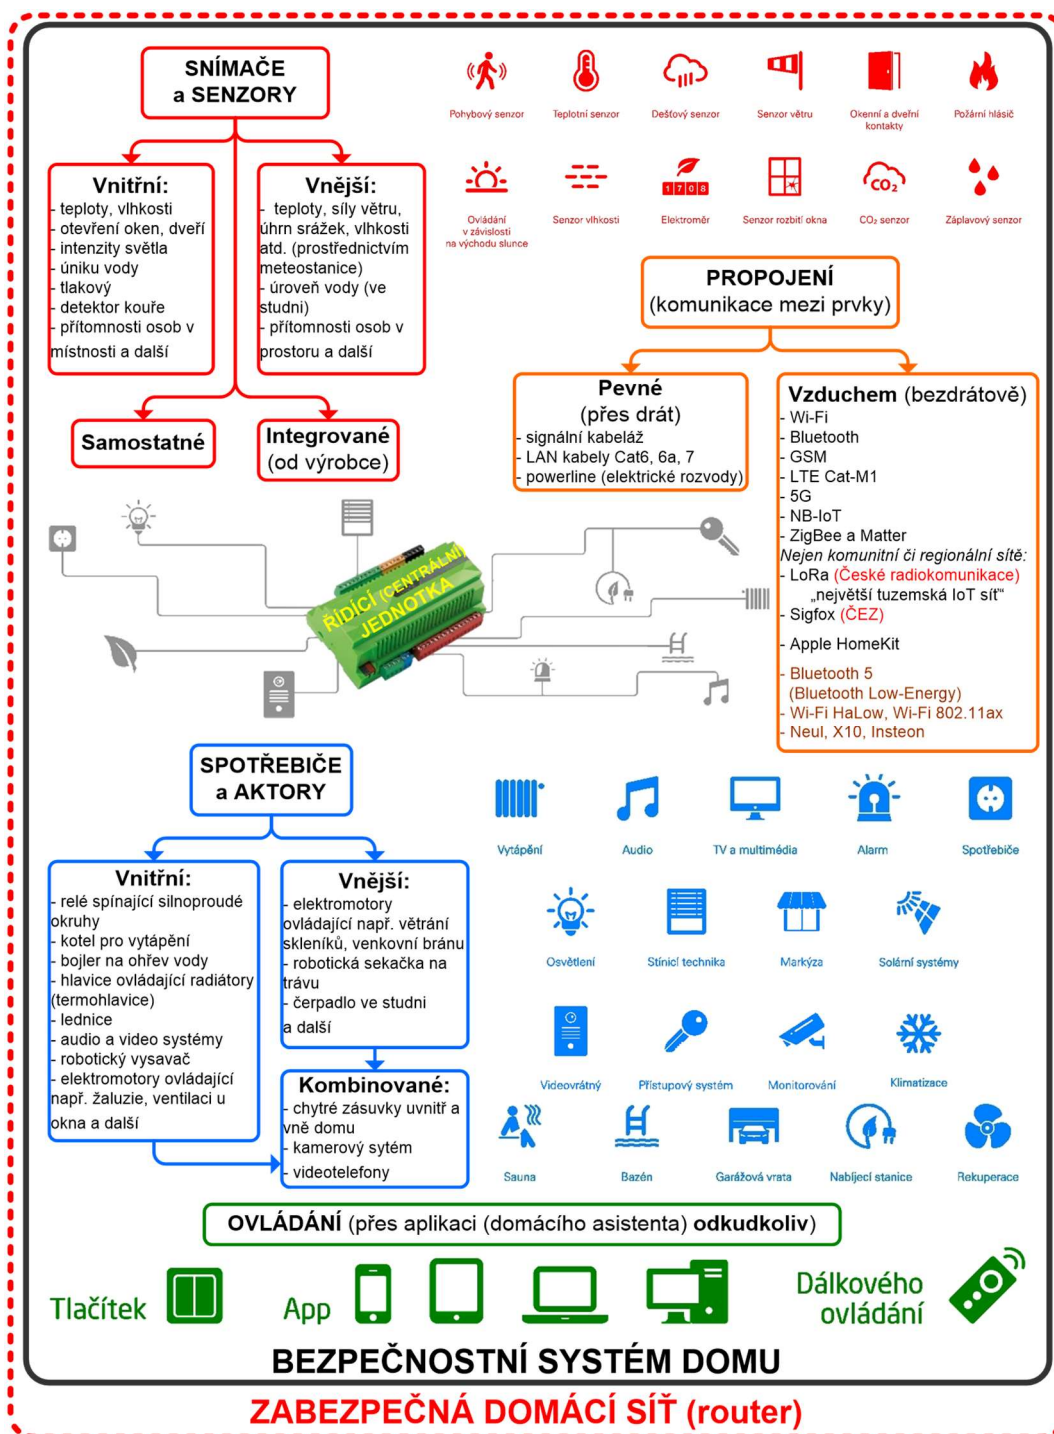 SNÍMAČE
a SENZORY
Pohybový senzor
Teplotní senzor
Dešťový senzor
Senzor větru
Okenní a dveřní
kontakty
Požární hlásič
Ovládání
v závislosti
na východu slunce
Senzor vlhkosti
1708
Elektroměr
Senzor rozbití okna
CO₂
CO₂ senzor
Záplavový senzor
Vnitřní:
- teploty, vlhkosti
- otevření oken, dveří
- intenzity světla
- úniku vody
- tlakový
- detektor kouře
- přítomnosti osob v
místnosti a další
Vnější:
- teploty, síly větru,
úhrn srážek, vlhkosti
atd. (prostřednictvím
meteostanice)
- úroveň vody (ve
studni)
- přítomnosti osob v
prostoru a další
Samostatné
Integrované
(od výrobce)
PROPOJENÍ
(komunikace mezi prvky)
Pevné
(přes drát)
- signální kabeláž
- LAN kabely Cat6, 6a, 7
- powerline (elektrické rozvody)
Vzduchem (bezdrátově)
- Wi-Fi
- Bluetooth
- GSM
- LTE Cat-M1
- 5G
- NB-IoT
- ZigBee a Matter
Nejen komunitní či regionální sítě:
- LoRa (České radiokomunikace)
„největší tuzemská IoT síť“
- Sigfox (ČEZ)
- Apple HomeKit
- Bluetooth 5
(Bluetooth Low-Energy)
- Wi-Fi HaLow, Wi-Fi 802.11ax
- Neul, X10, Insteon
ŘÍDÍCÍ (CENTRÁLNÍ)
JEDNOTKA
SPOTŘEBIČE
a AKTORY
Vnitřní:
- relé spínající silnoproudé
okruhy
- kotel pro vytápění
- bojler na ohřev vody
- hlavice ovládající radiátory
(termohlavice)
- lednice
- audio a video systémy
- robotický vysavač
- elektromotory ovládající
např. žaluzie, ventilaci u
okna a další
Vnější:
- elektromotory
ovládající např. větrání
skleníků, venkovní bránu
- robotická sekačka na
trávu
- čerpadlo ve studni
a další
Kombinované:
- chytré zásuvky uvnitř a
vně domu
- kamerový sytém
- videotelefony
Vytápění
Audio
TV a multimédia
Alarm
Spotřebiče
Osvětlení
Stínicí technika
Markýza
Solární systémy
Videovrátný
Přístupový systém
Monitorování
Klimatizace
Sauna
Bazén
Garážová vrata
Nabíjecí stanice
Rekuperace
OVLÁDÁNÍ (přes aplikaci (domácího asistenta) odkudkoliv)
Tlačítek
App
Dálkového
ovládání
BEZPEČNOSTNÍ SYSTÉM DOMU
ZABEZPEČNÁ DOMÁCÍ SÍŤ (router)